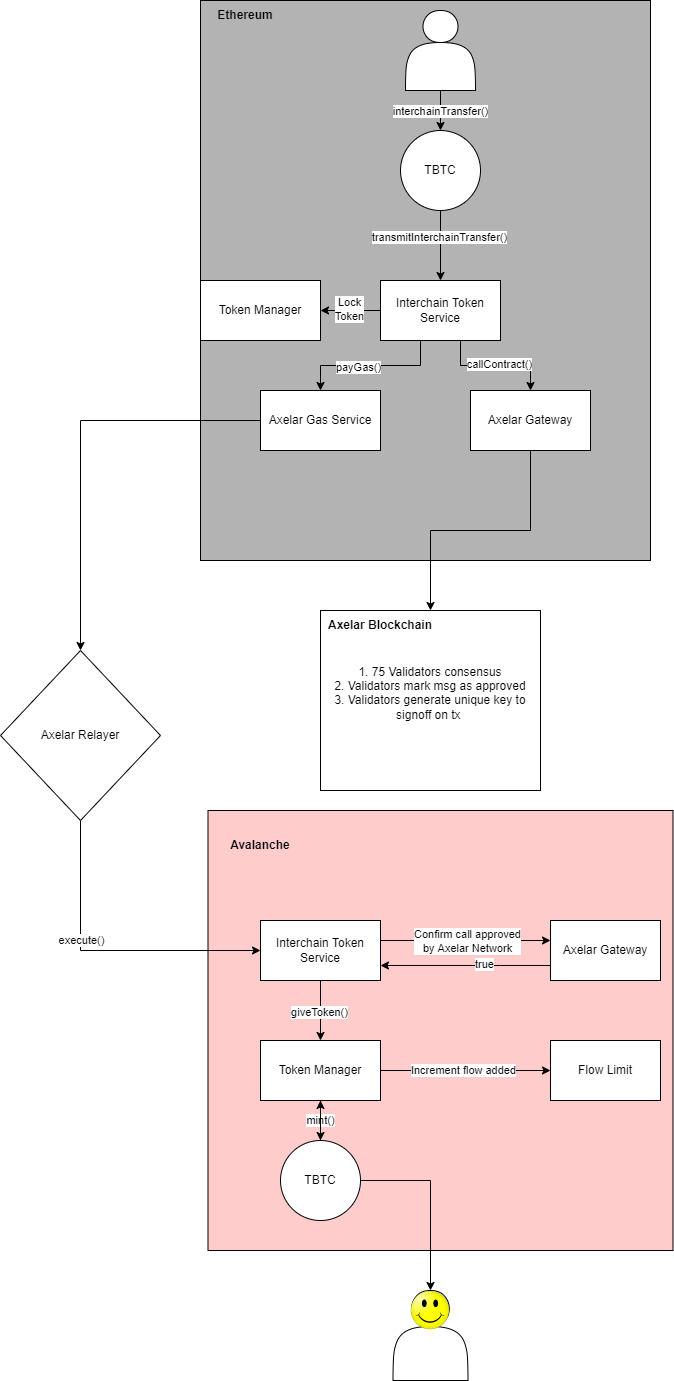 Ethereum
interchainTransfer()
TBTC
transmitInterchainTransfer()
Token Manager
Lock
Token
Interchain Token
Service
payGas()
callContract()
Axelar Gas Service
Axelar Gateway
Axelar Blockchain
1. 75 Validators consensus
2. Validators mark msg as approved
3. Validators generate unique key to
signoff on tx
Axelar Relayer
Avalanche
execute()
Interchain Token
Service
Confirm call approved
by Axelar Network
true
Axelar Gateway
giveToken()
Token Manager
Increment flow added
Flow Limit
mint()
TBTC